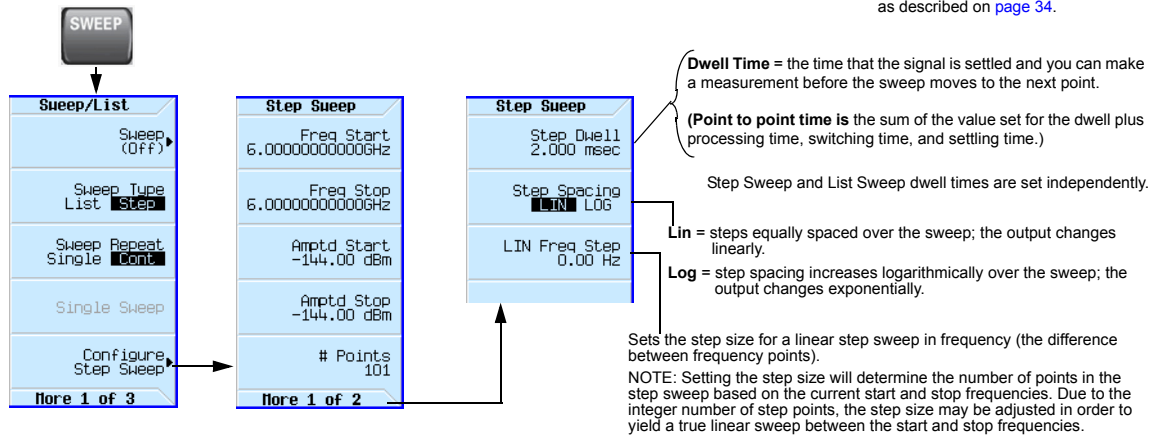 as described on page 34.
SWEEP
Sweep/List
Sweep
(Off)
Sweep Type
List Step
Sweep Repeat
Single Cont
Single Sweep
Configure
Step Sweep
More 1 of 3
Step Sweep
Freq Start
6.00000000000GHz
Freq Stop
6.00000000000GHz
Amptd Start
-144.00 dBm
Amptd Stop
-144.00 dBm
# Points
101
More 1 of 2
Step Sweep
Step Dwell
2.000 msec
Step Spacing
LIN LOG
LIN Freq Step
0.00 Hz
Dwell Time = the time that the signal is settled and you can make
a measurement before the sweep moves to the next point.
(Point to point time is the sum of the value set for the dwell plus
processing time, switching time, and settling time.)
Step Sweep and List Sweep dwell times are set independently.
Lin = steps equally spaced over the sweep; the output changes
linearly.
Log = step spacing increases logarithmically over the sweep; the
output changes exponentially.
Sets the step size for a linear step sweep in frequency (the difference
between frequency points).
NOTE: Setting the step size will determine the number of points in the
step sweep based on the current start and stop frequencies. Due to the
integer number of step points, the step size may be adjusted in order to
yield a true linear sweep between the start and stop frequencies.